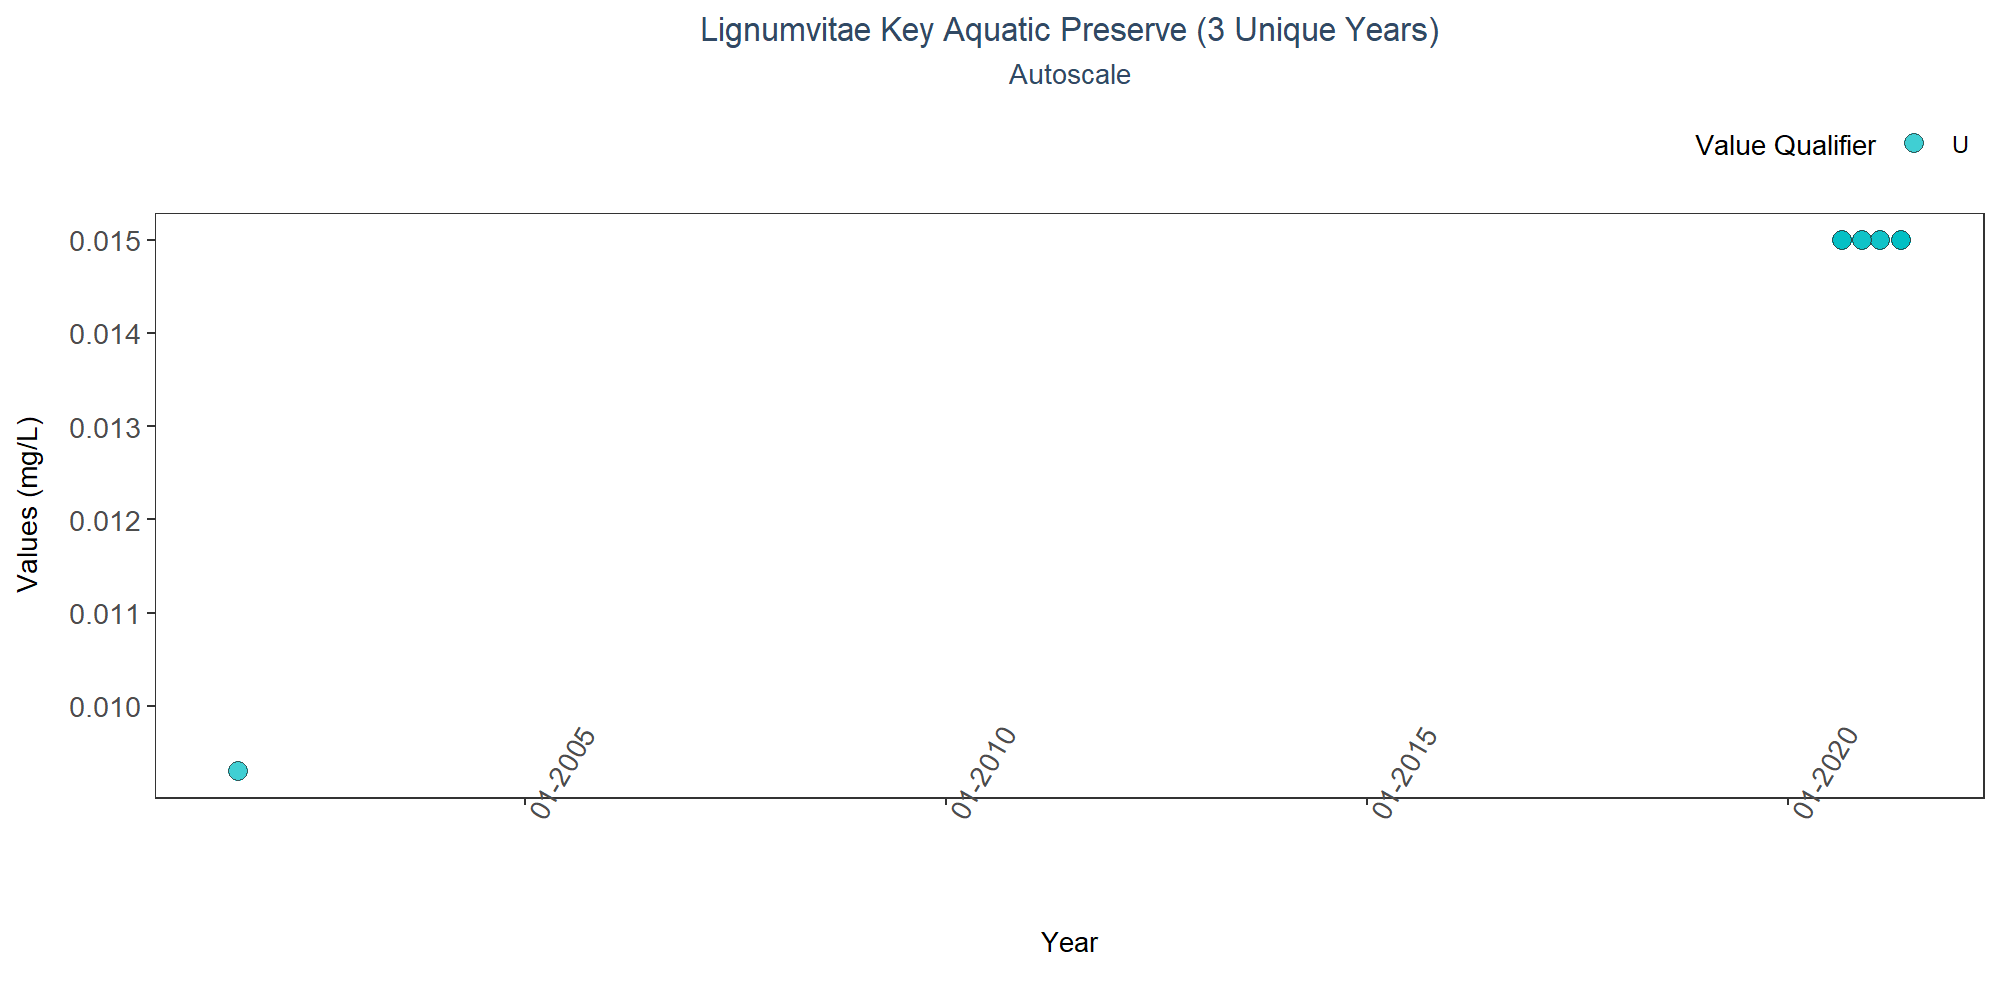 Lignumvitae Key Aquatic Preserve (3 Unique Years)
Autoscale
Value Qualifier U
0.015
0.014
0.013
0.012
0.011
0.010
Values (mg/L)
01-2005
01-2010
01-2015
01-2020
Year